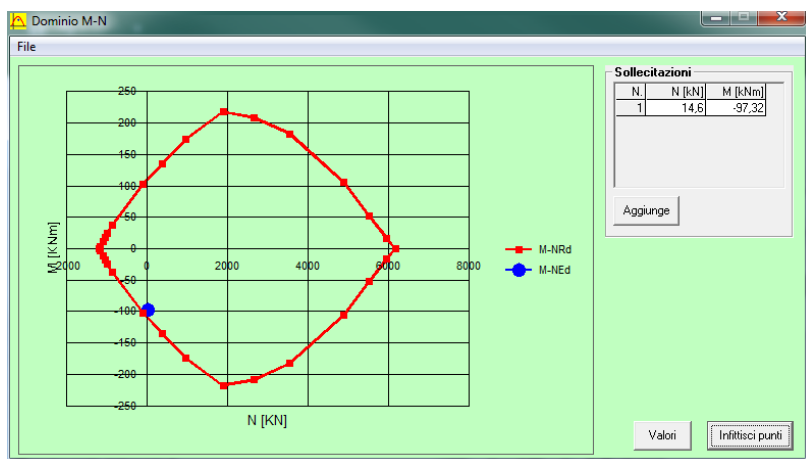 Dominio M-N
File
250
200
150
100
50
0
-50
-100
-150
-200
-250
M [KNm]
-2000
0
2000
4000
6000
8000
N [KN]
M-NRd
M-NEd
Sollecitazioni
N. N [kN] M [kNm]
1 14,6 -97,32
Aggiunge
Valori
Infittisci punti